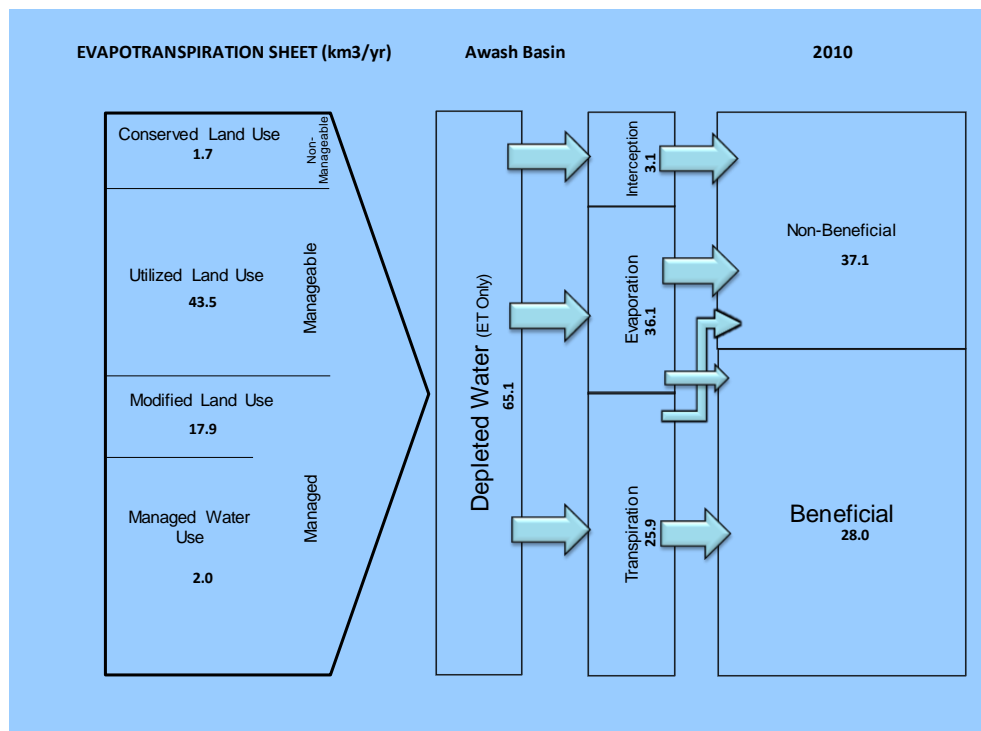 EVAPOTRANSPIRATION SHEET (km3/yr) Awash Basin 2010
Conserved Land Use
1.7
Non-
Manageable
Utilized Land Use
43.5
Manageable
Modified Land Use
17.9
Managed Water
Use
2.0
Managed
Depleted Water (ET Only)
65.1
Interception
3.1
Evaporation
36.1
Transpiration
25.9
Non-Beneficial
37.1
Beneficial
28.0